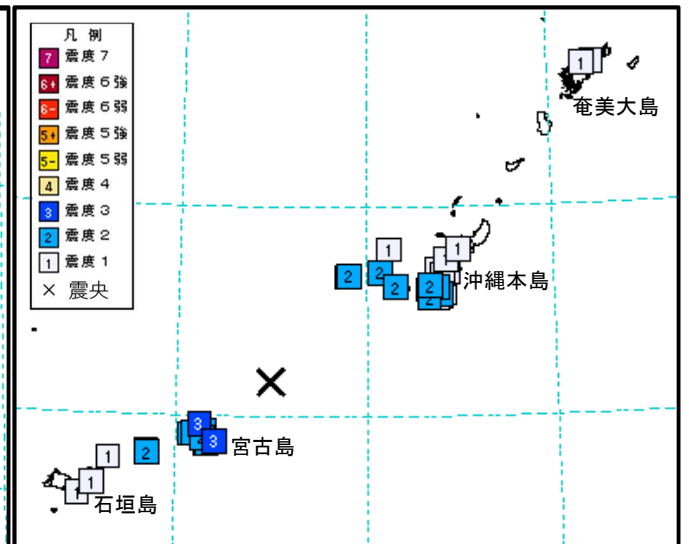 凡 例
7 震度7
6+ 震度6強
6- 震度6弱
5+ 震度5強
5- 震度5弱
4 震度4
3 震度3
2 震度2
1 震度1
× 震央
1
奄美大島
1
1
1
2
2
2
2
2
沖縄本島
3
3
2
宮古島
2
1
1
1
石垣島